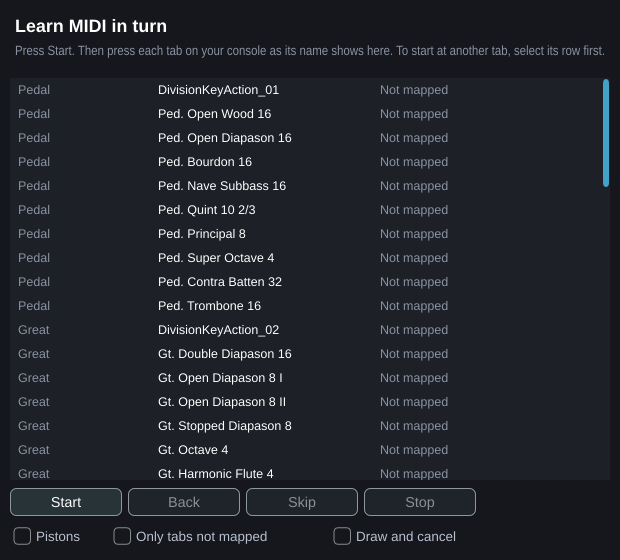 Learn MIDI in turn
Press Start. Then press each tab on your console as its name shows here. To start at another tab, select its row first.
Pedal DivisionKeyAction_01 Not mapped
Pedal Ped. Open Wood 16 Not mapped
Pedal Ped. Open Diapason 16 Not mapped
Pedal Ped. Bourdon 16 Not mapped
Pedal Ped. Nave Subbass 16 Not mapped
Pedal Ped. Quint 10 2/3 Not mapped
Pedal Ped. Principal 8 Not mapped
Pedal Ped. Super Octave 4 Not mapped
Pedal Ped. Contra Batten 32 Not mapped
Pedal Ped. Trombone 16 Not mapped
Great DivisionKeyAction_02 Not mapped
Great Gt. Double Diapason 16 Not mapped
Great Gt. Open Diapason 8 I Not mapped
Great Gt. Open Diapason 8 II Not mapped
Great Gt. Stopped Diapason 8 Not mapped
Great Gt. Octave 4 Not mapped
Great Gt. Harmonic Flute 4 Not mapped
Start Back Skip Stop
Pistons Only tabs not mapped Draw and cancel